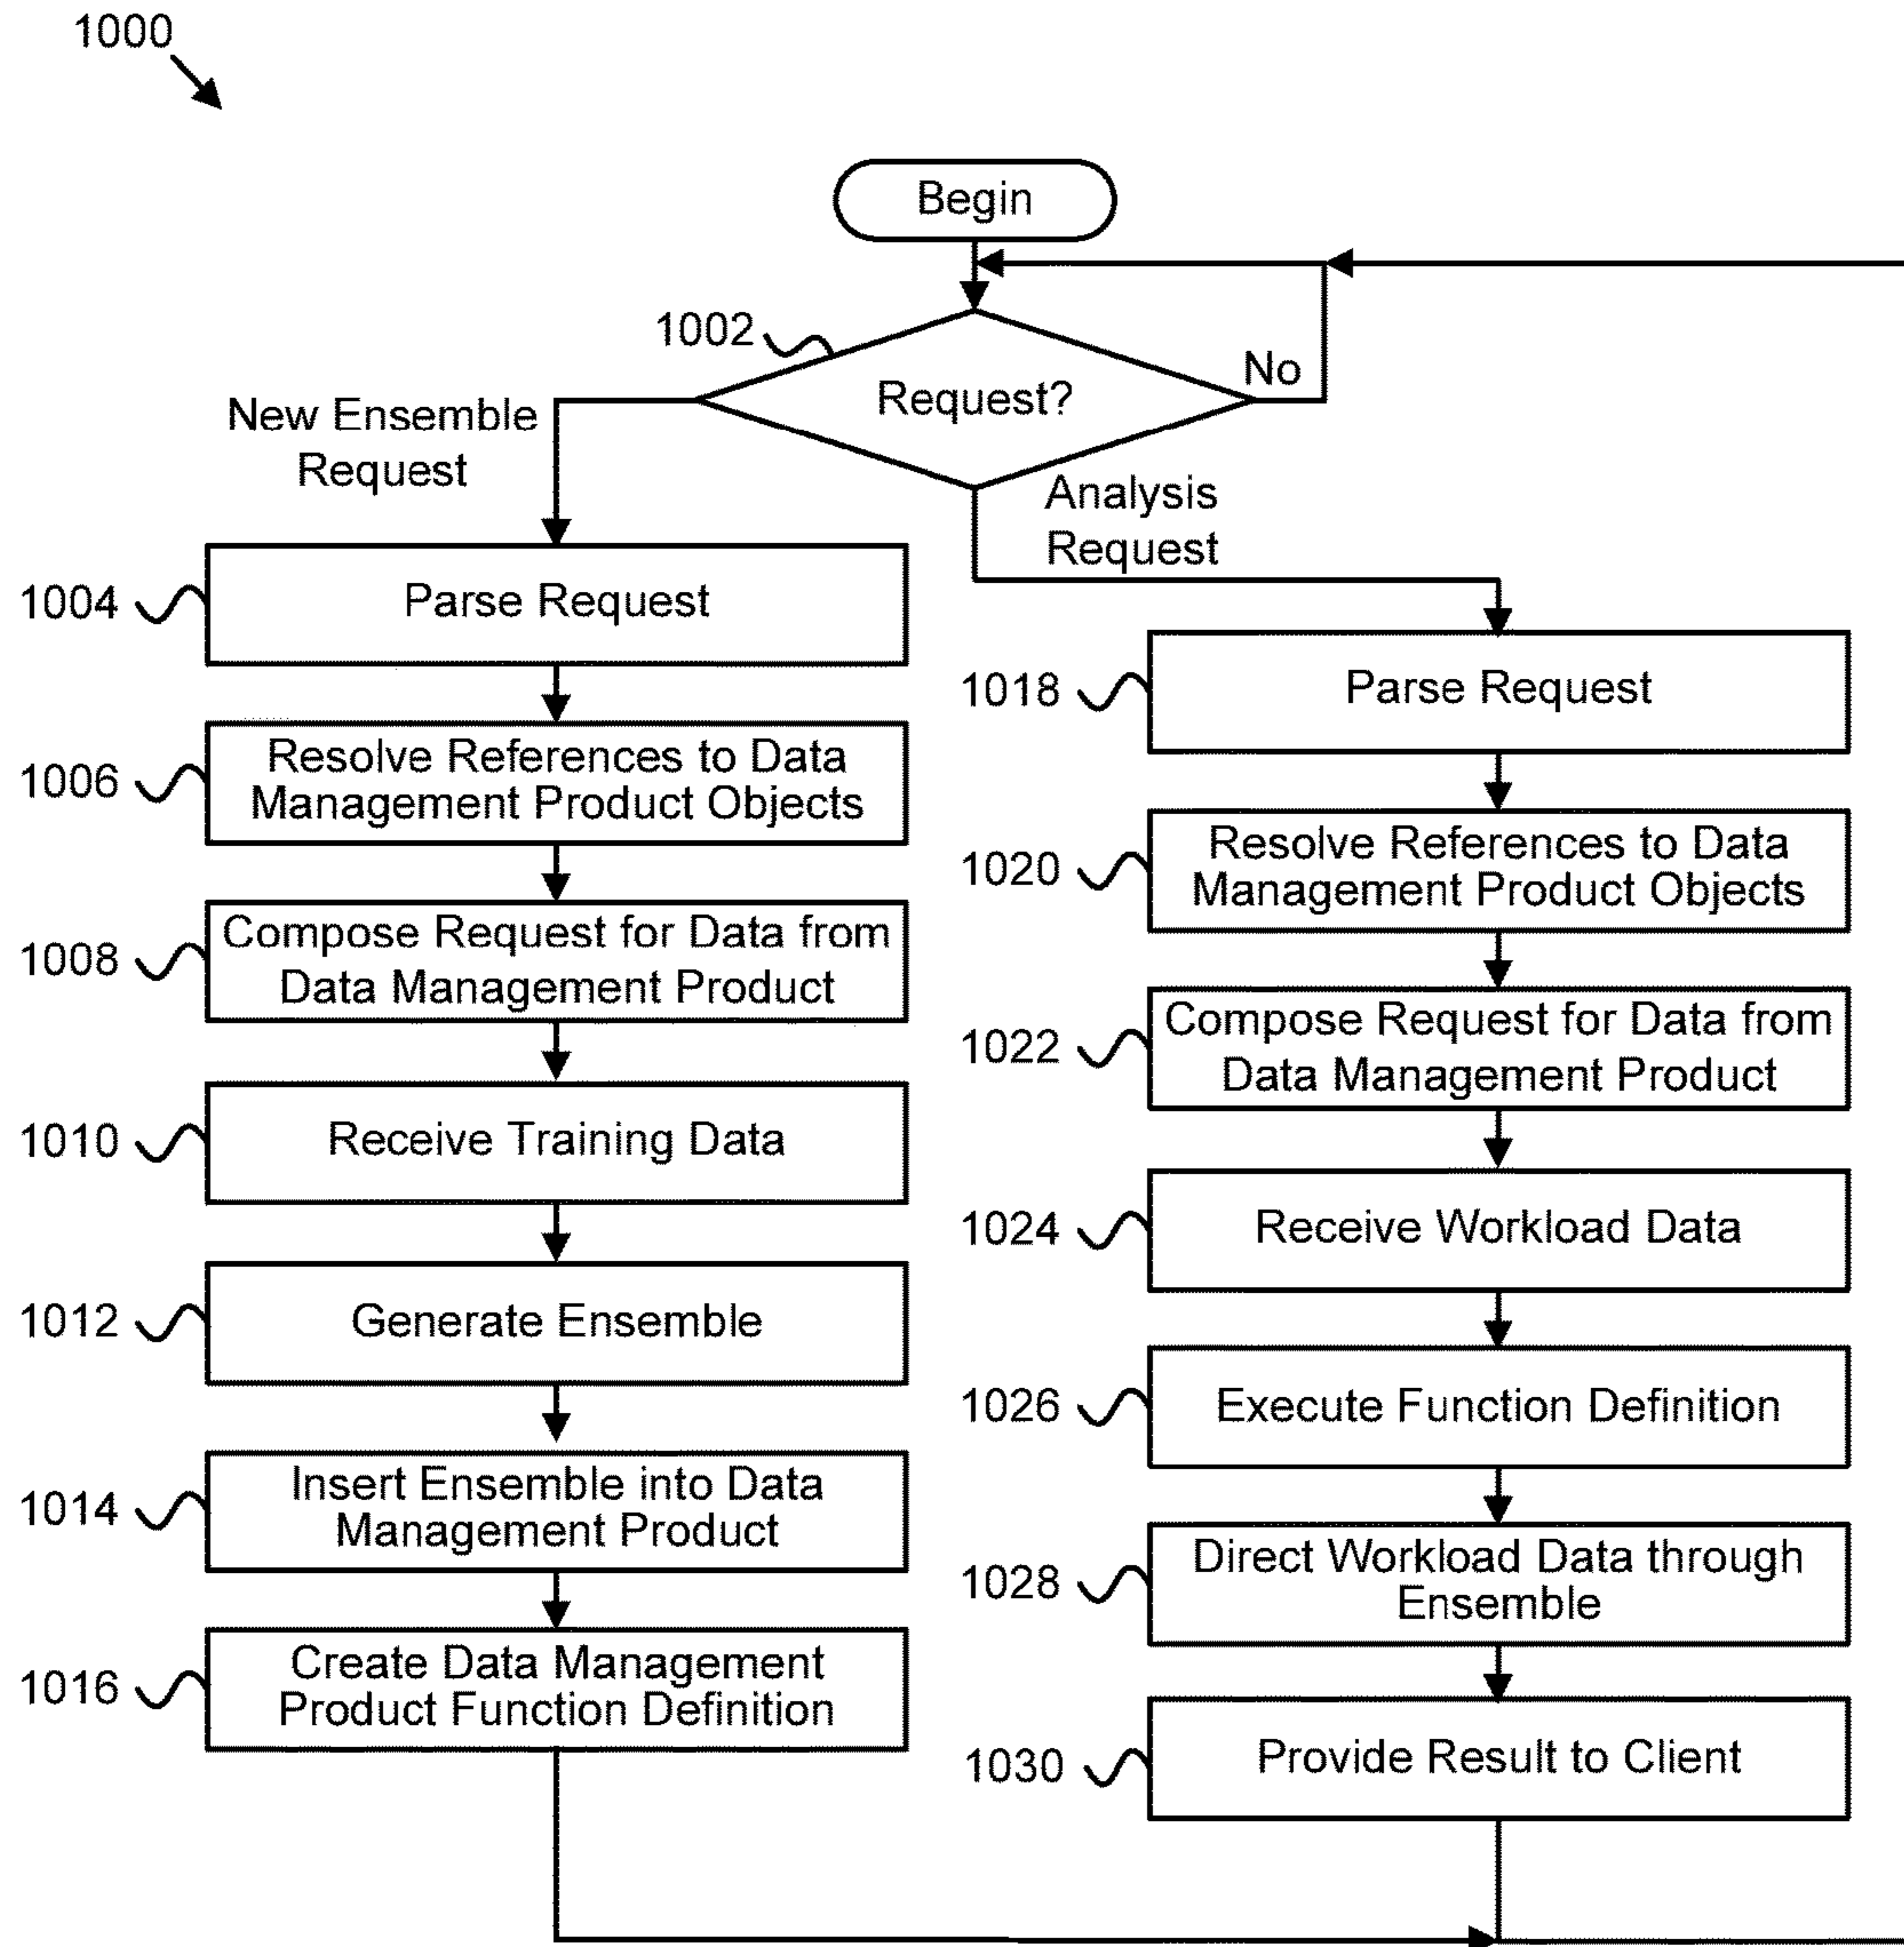 1000
Begin
1002
Request?
No
New Ensemble
Request
Analysis
Request
1004
Parse Request
1006
Resolve References to Data
Management Product Objects
1008
Compose Request for Data from
Data Management Product
1010
Receive Training Data
1012
Generate Ensemble
1014
Insert Ensemble into Data
Management Product
1016
Create Data Management
Product Function Definition
1018
Parse Request
1020
Resolve References to Data
Management Product Objects
1022
Compose Request for Data from
Data Management Product
1024
Receive Workload Data
1026
Execute Function Definition
1028
Direct Workload Data through
Ensemble
1030
Provide Result to Client